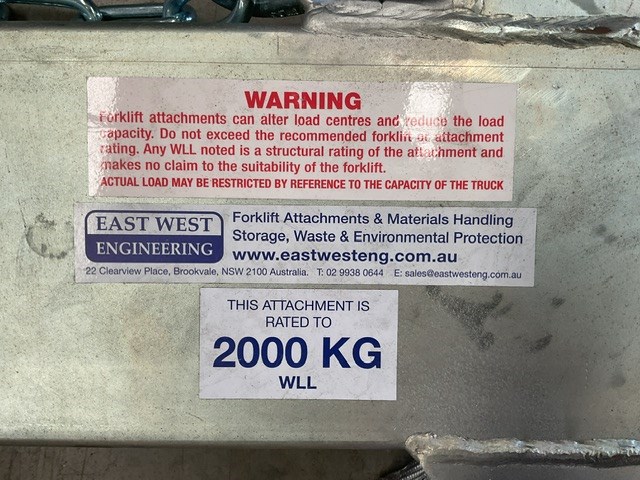 WARNING
Forklift attachments can alter load centres and reduce the load
capacity. Do not exceed the recommended forklift or attachment
rating. Any WLL noted is a structural rating of the attachment and
makes no claim to the suitability of the forklift.
ACTUAL LOAD MAY BE RESTRICTED BY REFERENCE TO THE CAPACITY OF THE TRUCK
EAST WEST
ENGINEERING
Forklift Attachments & Materials Handling
Storage, Waste & Environmental Protection
www.eastwesteng.com.au
22 Clearview Place, Brookvale, NSW 2100 Australia. T: 02 9938 0644 E: sales@eastwesteng.com.au
THIS ATTACHMENT IS
RATED TO
2000 KG
WLL